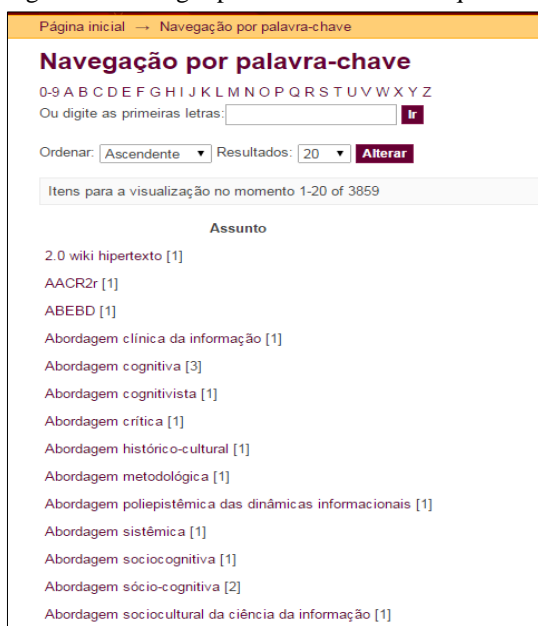 Página inicial → Navegação por palavra-chave
Navegação por palavra-chave
0-9 A B C D E F G H I J K L M N O P Q R S T U V W X Y Z
Ou digite as primeiras letras: Ir
Ordenar: Ascendente ▼ Resultados: 20 ▼ Alterar
Itens para a visualização no momento 1-20 of 3859
Assunto
2.0 wiki hipertexto [1]
AACR2r [1]
ABEBD [1]
Abordagem clínica da informação [1]
Abordagem cognitiva [3]
Abordagem cognitivista [1]
Abordagem crítica [1]
Abordagem histórico-cultural [1]
Abordagem metodológica [1]
Abordagem poliepistêmica das dinâmicas informacionais [1]
Abordagem sistêmica [1]
Abordagem sociocognitiva [1]
Abordagem sócio-cognitiva [2]
Abordagem sociocultural da ciência da informação [1]